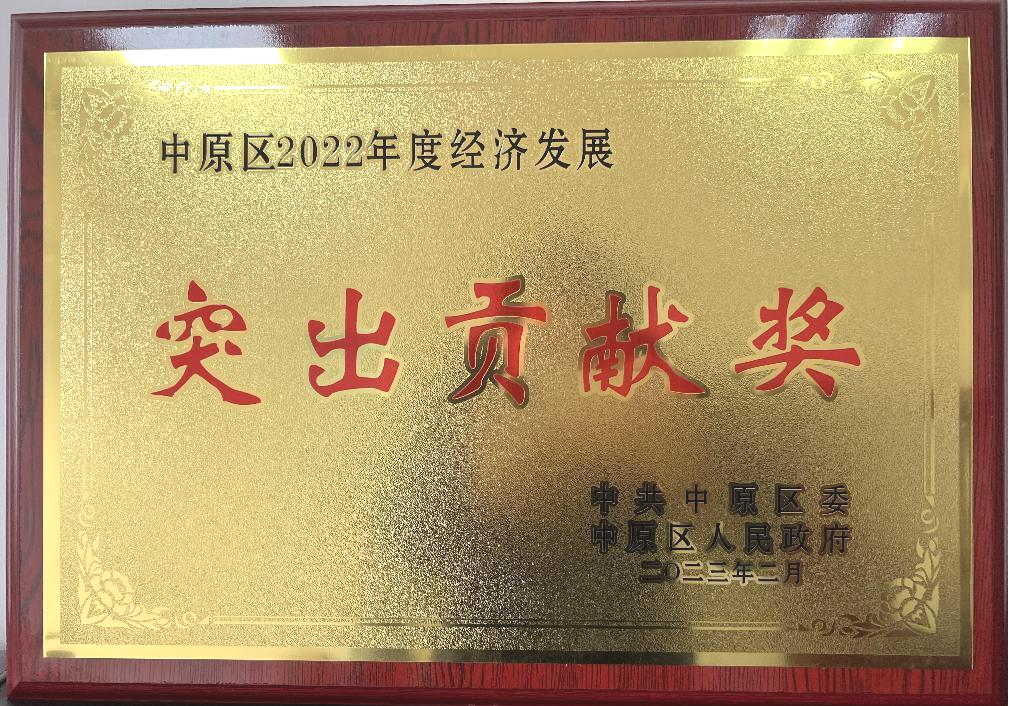 中原区2022年度经济发展
突出贡献奖
中共中原区委
中原区人民政府
二〇二三年二月